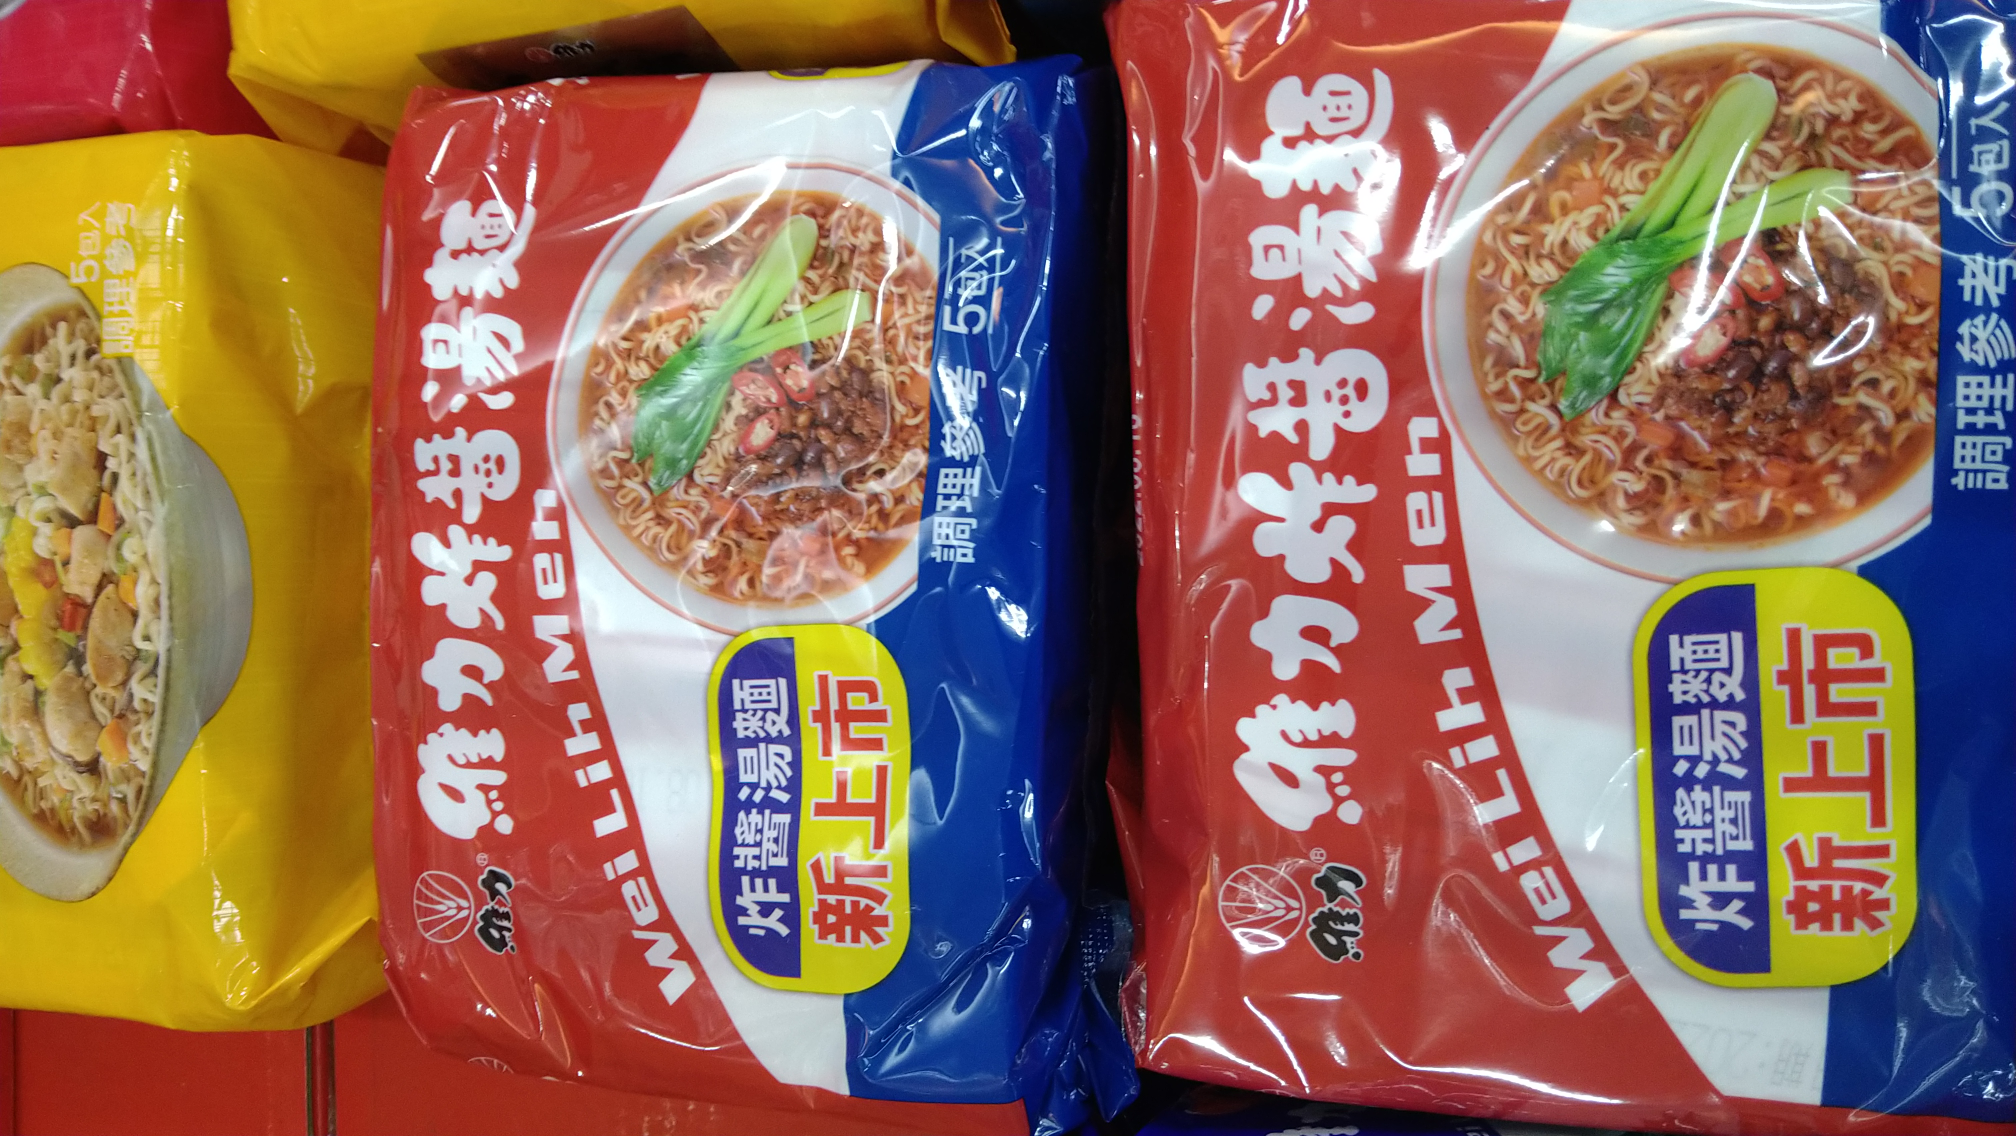 5包入
調理參考
維力炸醬湯麵
Wei Lih Men
維力®
5包入
調理參考
炸醬湯麵
新上市
維力炸醬湯麵
Wei Lih Men
維力®
5包入
調理參考
炸醬湯麵
新上市